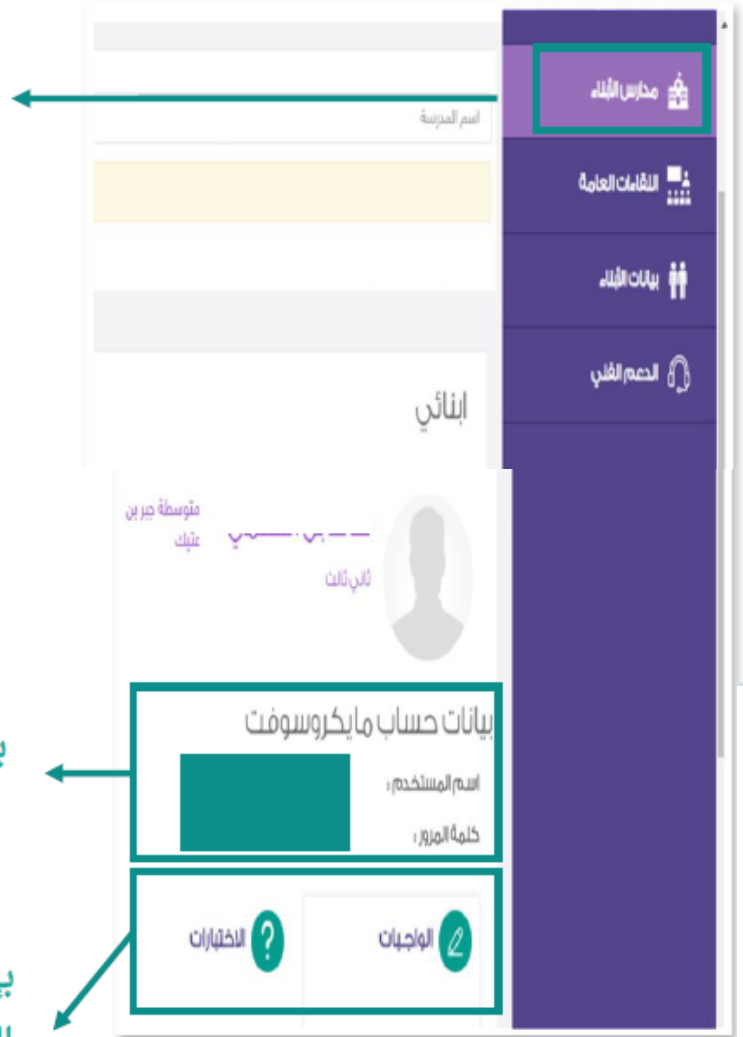 مدارس الأبناء
اسم المدرسة
اللقاءات العامة
بيانات الأبناء
الدعم الفني
ابنائي
متوسطة جبر بن
عتيك
ثاني ثالث
بيانات حساب مايكروسوفت
اسم المستخدم :
كلمة المرور :
الواجبات
الاختبارات